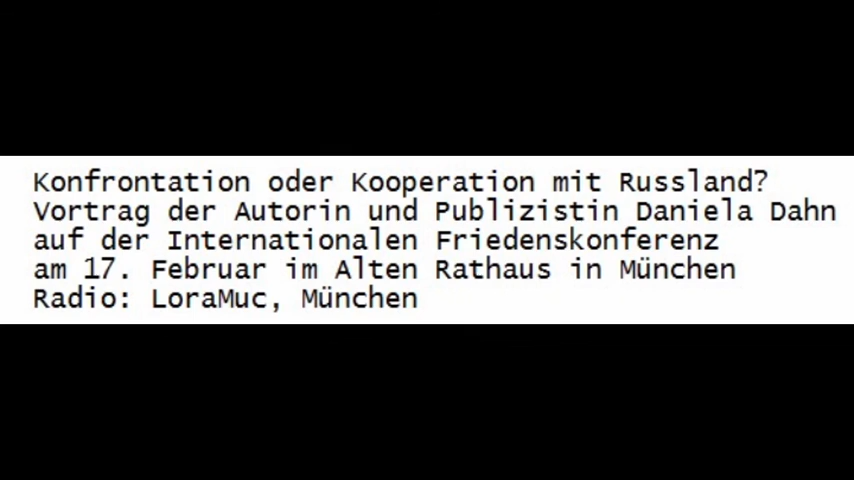 Konfrontation oder Kooperation mit Russland?
Vortrag der Autorin und Publizistin Daniela Dahn
auf der Internationalen Friedenskonferenz
am 17. Februar im Alten Rathaus in München
Radio: LoraMuc, München